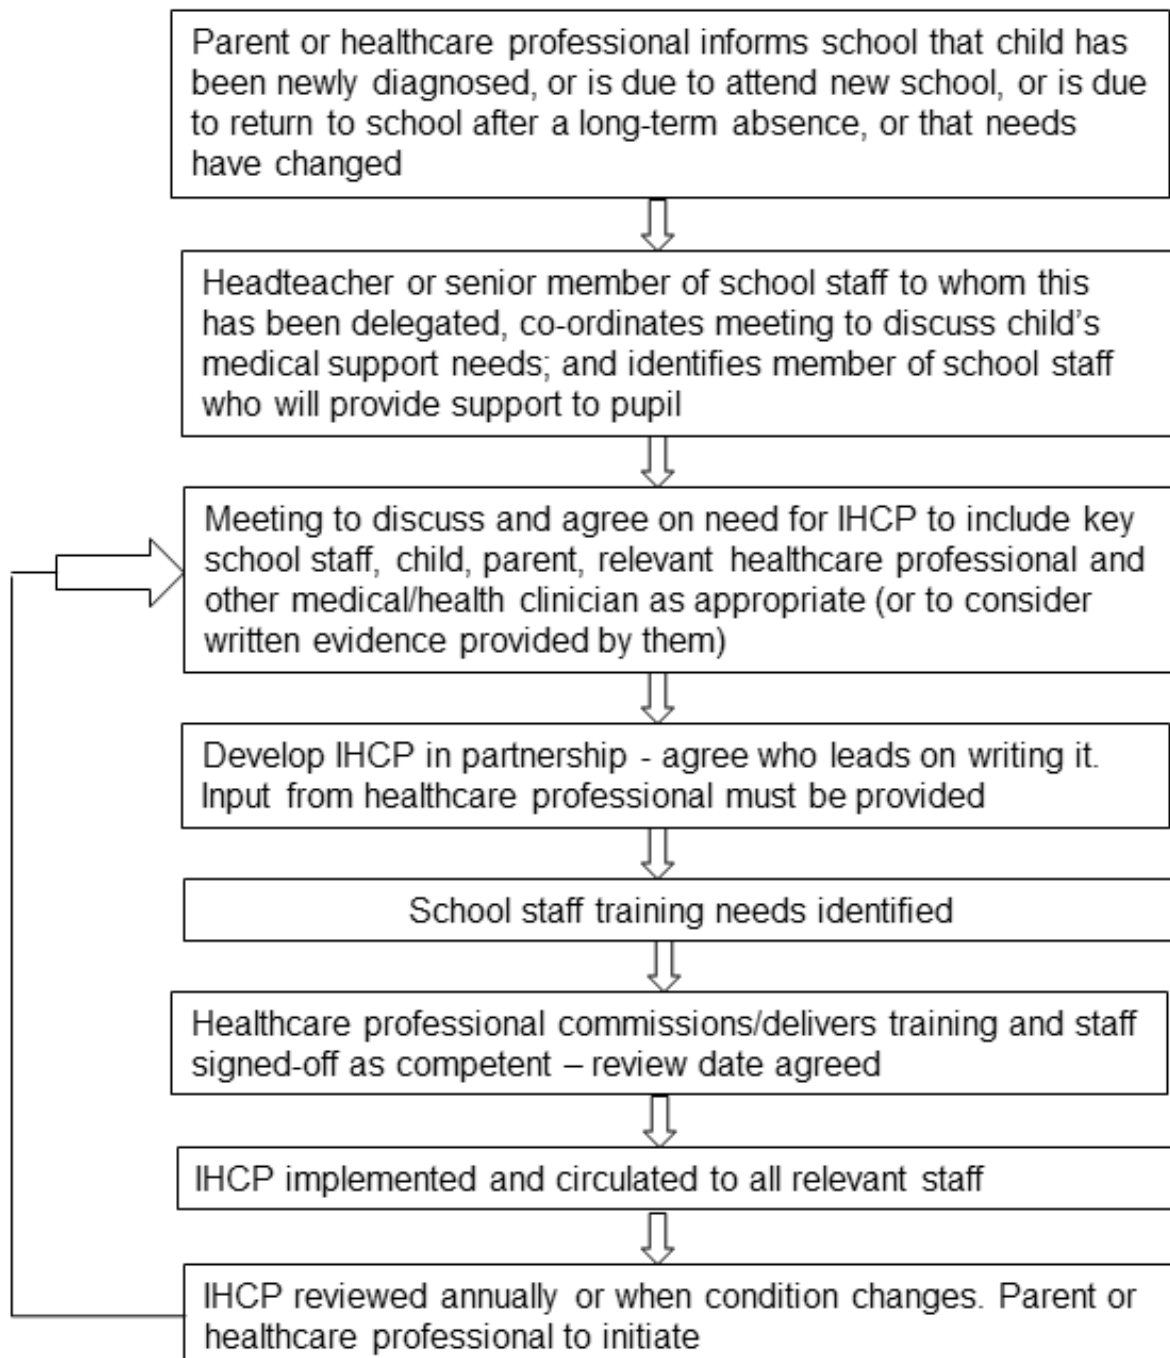 Parent or healthcare professional informs school that child has
been newly diagnosed, or is due to attend new school, or is due
to return to school after a long-term absence, or that needs
have changed
Headteacher or senior member of school staff to whom this
has been delegated, co-ordinates meeting to discuss child's
medical support needs; and identifies member of school staff
who will provide support to pupil
Meeting to discuss and agree on need for IHCP to include key
school staff, child, parent, relevant healthcare professional and
other medical/health clinician as appropriate (or to consider
written evidence provided by them)
Develop IHCP in partnership - agree who leads on writing it.
Input from healthcare professional must be provided
School staff training needs identified
Healthcare professional commissions/delivers training and staff
signed-off as competent – review date agreed
IHCP implemented and circulated to all relevant staff
IHCP reviewed annually or when condition changes. Parent or
healthcare professional to initiate